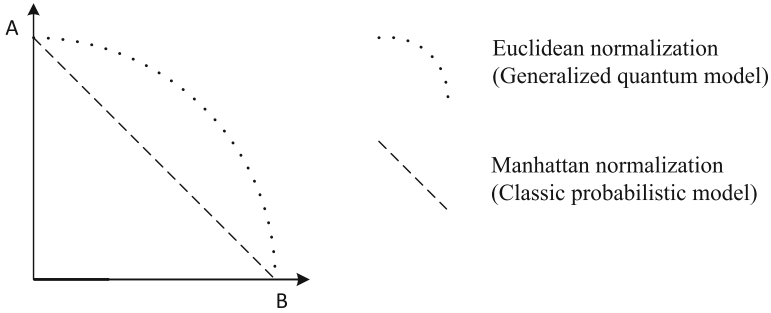 A
Euclidean normalization
(Generalized quantum model)
Manhattan normalization
(Classic probabilistic model)
B